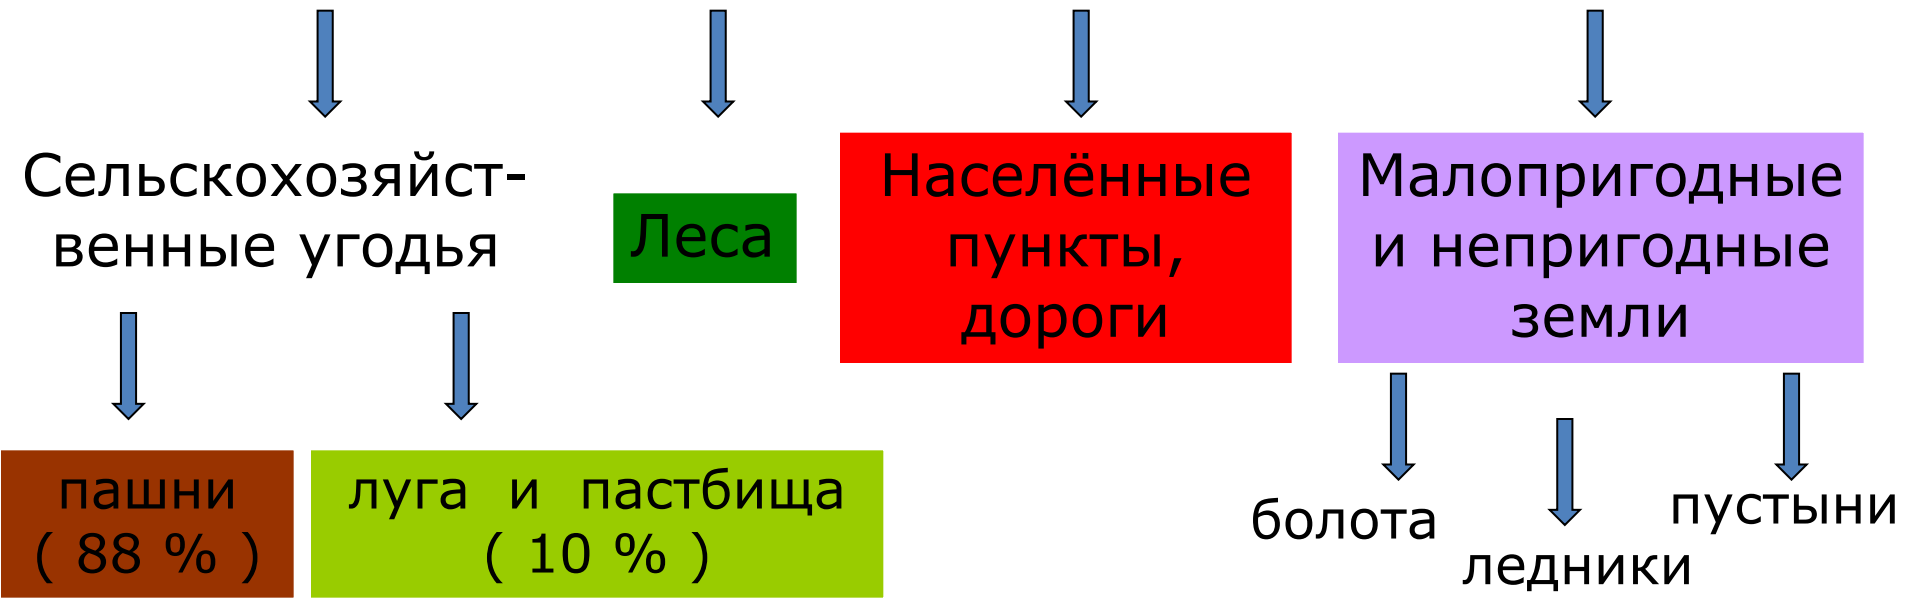 Сельскохозяйст-
венные угодья
Леса
Населённые
пункты,
дороги
Малопригодные
и непригодные
земли
пашни
( 88 % )
луга и пастбища
( 10 % )
болота
ледники
пустыни